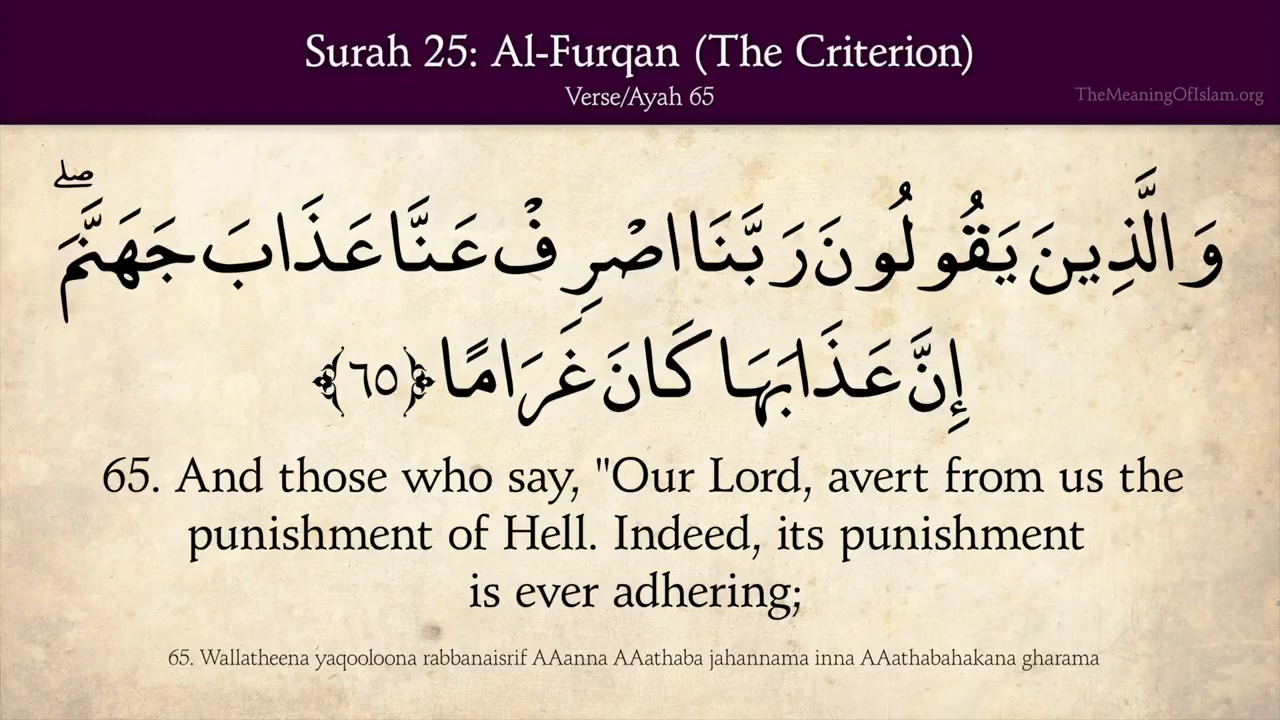 Surah 25: Al-Furqan (The Criterion)
Verse/Ayah 65
TheMeaningOfIslam.org
وَالَّذِينَ يَقُولُونَ رَبَّنَا اصْرِفْ عَنَّا عَذَابَ جَهَنَّمَ ۖ
إِنَّ عَذَابَهَا كَانَ غَرَامًا ﴿٦٥﴾
65. And those who say, "Our Lord, avert from us the
punishment of Hell. Indeed, its punishment
is ever adhering;
65. Wallatheena yaqooloona rabbanaisrif AAanna AAathaba jahannama inna AAathabahakana gharama